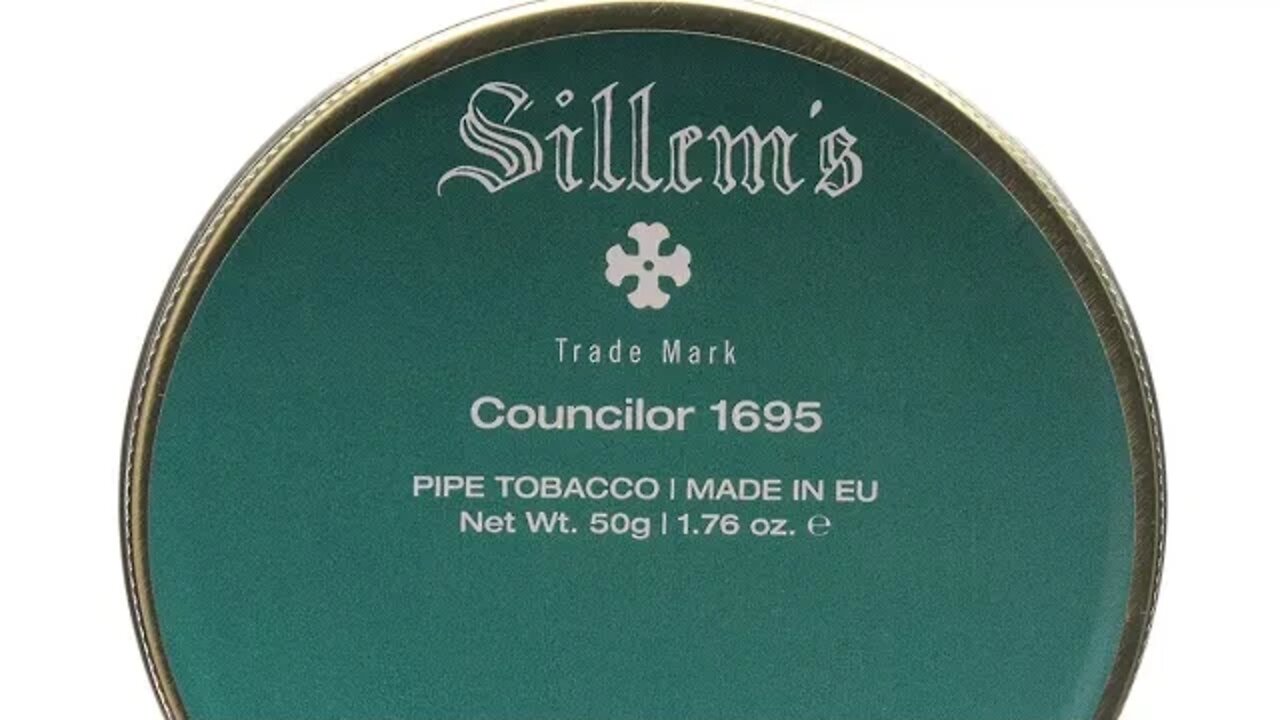 Sillem's
Trade Mark
Councilor 1695
PIPE TOBACCO | MADE IN EU
Net Wt. 50g | 1.76 oz. ℮